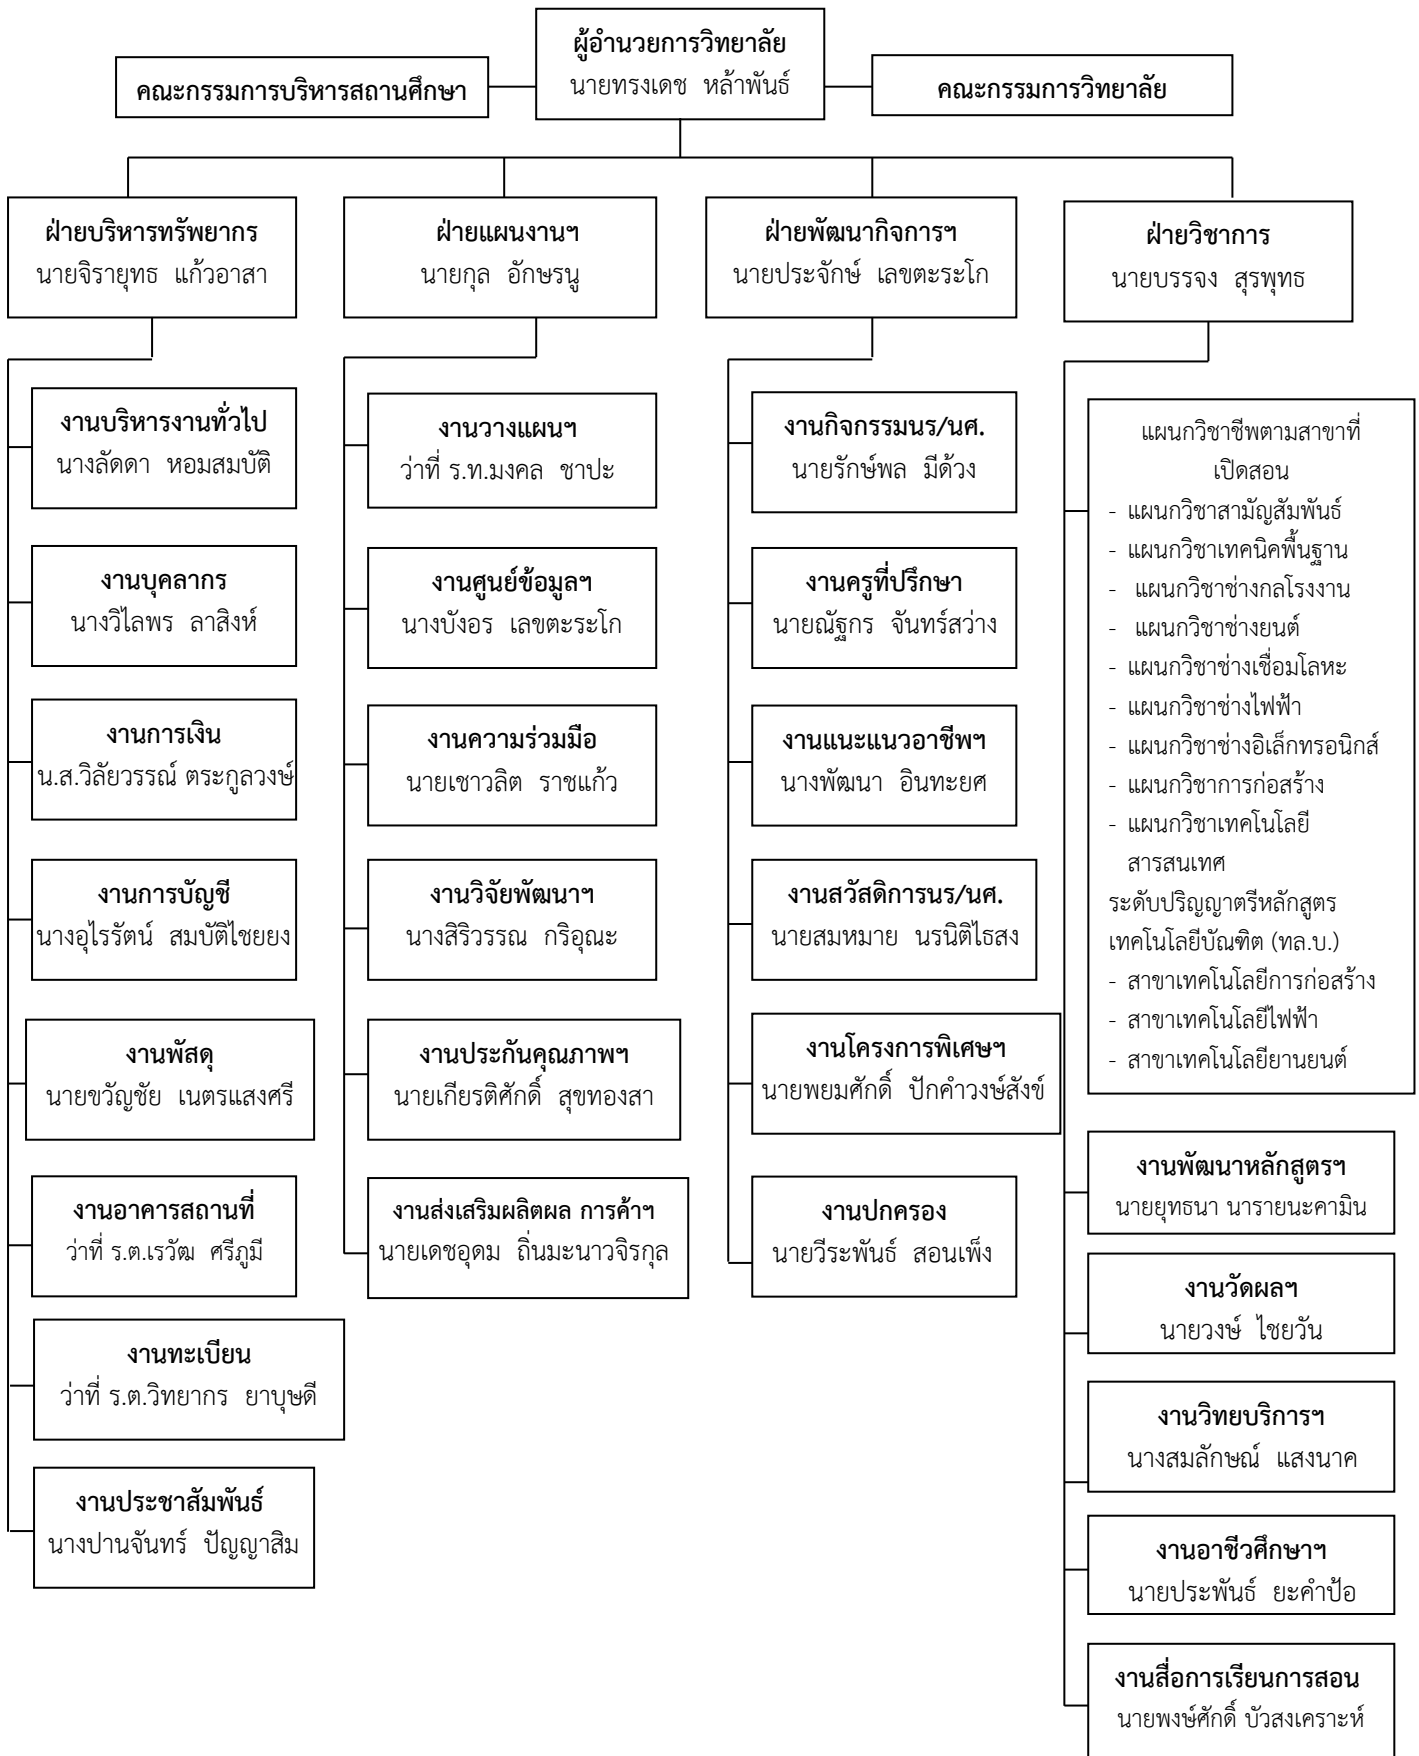 ผู้อำนวยการวิทยาลัย
นายทรงเดช หล้าพันธ์
คณะกรรมการบริหารสถานศึกษา
คณะกรรมการวิทยาลัย
ฝ่ายบริหารทรัพยากร
นายจิรายุทธ แก้วอาสา
ฝ่ายแผนงานฯ
นายกุล อักษรนู
ฝ่ายพัฒนากิจการฯ
นายประจักษ์ เลขตะระโก
ฝ่ายวิชาการ
นายบรรจง สุรพุทธ
งานบริหารงานทั่วไป
นางลัดดา หอมสมบัติ
งานบุคลากร
นางวิไลพร ลาสิงห์
งานการเงิน
น.ส.วิลัยวรรณ์ ตระกูลวงษ์
งานการบัญชี
นางอุไรรัตน์ สมบัติไชยยง
งานพัสดุ
นายขวัญชัย เนตรแสงศรี
งานอาคารสถานที่
ว่าที่ ร.ต.เรวัฒ ศรีภูมี
งานทะเบียน
ว่าที่ ร.ต.วิทยากร ยาบุษดี
งานประชาสัมพันธ์
นางปานจันทร์ ปัญญาสิม
งานวางแผนฯ
ว่าที่ ร.ท.มงคล ชาปะ
งานศูนย์ข้อมูลฯ
นางบังอร เลขตะระโก
งานความร่วมมือ
นายเชาวลิต ราชแก้ว
งานวิจัยพัฒนาฯ
นางสิริวรรณ กริอุณะ
งานประกันคุณภาพฯ
นายเกียรติศักดิ์ สุขทองสา
งานส่งเสริมผลิตผล การค้าฯ
นายเดชอุดม ถิ่นมะนาวจิรกุล
งานกิจกรรมนร/นศ.
นายรักษ์พล มีด้วง
งานครูที่ปรึกษา
นายณัฐกร จันทร์สว่าง
งานแนะแนวอาชีพฯ
นางพัฒนา อินทะยศ
งานสวัสดิการนร/นศ.
นายสมหมาย นรนิติไธสง
งานโครงการพิเศษฯ
นายพยมศักดิ์ ปักคำวงษ์สังข์
งานปกครอง
นายวีระพันธ์ สอนเพ็ง
แผนกวิชาชีพตามสาขาที่
เปิดสอน
- แผนกวิชาสามัญสัมพันธ์
- แผนกวิชาเทคนิคพื้นฐาน
- แผนกวิชาช่างกลโรงงาน
- แผนกวิชาช่างยนต์
- แผนกวิชาช่างเชื่อมโลหะ
- แผนกวิชาช่างไฟฟ้า
- แผนกวิชาช่างอิเล็กทรอนิกส์
- แผนกวิชาการก่อสร้าง
- แผนกวิชาเทคโนโลยี
สารสนเทศ
ระดับปริญญาตรีหลักสูตร
เทคโนโลยีบัณฑิต (ทล.บ.)
- สาขาเทคโนโลยีการก่อสร้าง
- สาขาเทคโนโลยีไฟฟ้า
- สาขาเทคโนโลยียานยนต์
งานพัฒนาหลักสูตรฯ
นายยุทธนา นารายนะคามิน
งานวัดผลฯ
นายวงษ์ ไชยวัน
งานวิทยบริการฯ
นางสมลักษณ์ แสงนาค
งานอาชีวศึกษาฯ
นายประพันธ์ ยะคำป้อ
งานสื่อการเรียนการสอน
นายพงษ์ศักดิ์ บัวสงเคราะห์